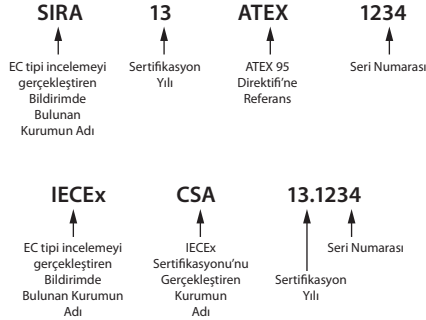 SIRA 13 ATEX 1234
EC tipi incelemeyi
gerçekleştiren
Bildirimde
Bulunan
Kurumun Adı
Sertifikasyon
Yılı
ATEX 95
Direktifi’ne
Referans
Seri Numarası
IECEx CSA 13.1234
EC tipi incelemeyi
gerçekleştiren
Bildirimde
Bulunan Kurumun
Adı
IECEx
Sertifikasyonu’nu
Gerçekleştiren
Kurumun
Adı
Sertifikasyon
Yılı
Seri Numarası